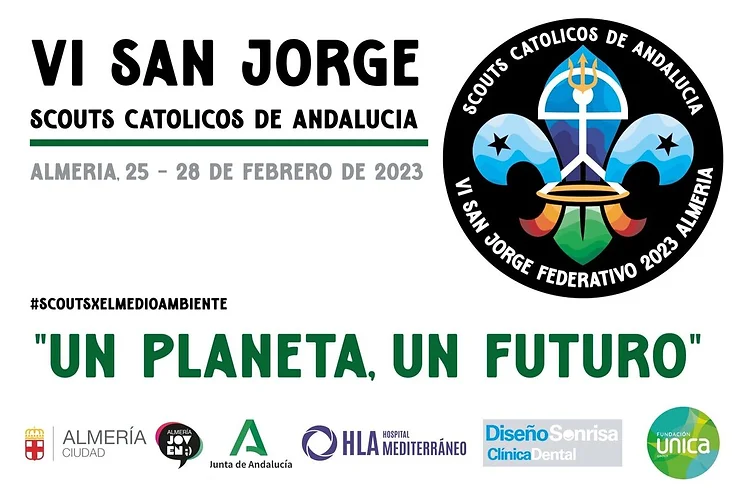 VI SAN JORGE
SCOUTS CATOLICOS DE ANDALUCIA
ALMERIA, 25 - 28 DE FEBRERO DE 2023
SCOUTS CATOLICOS DE ANDALUCIA
VI SAN JORGE FEDERATIVO 2023 ALMERIA
#SCOUTSXELMEDIOAMBIENTE
"UN PLANETA, UN FUTURO"
ALMERÍA
CIUDAD
ALMERÍA
JOVEN;)
Junta de Andalucía
HLA HOSPITAL
MEDITERRÁNEO
DiseñoSonrisa
ClínicaDental
FUNDACIÓN
unica